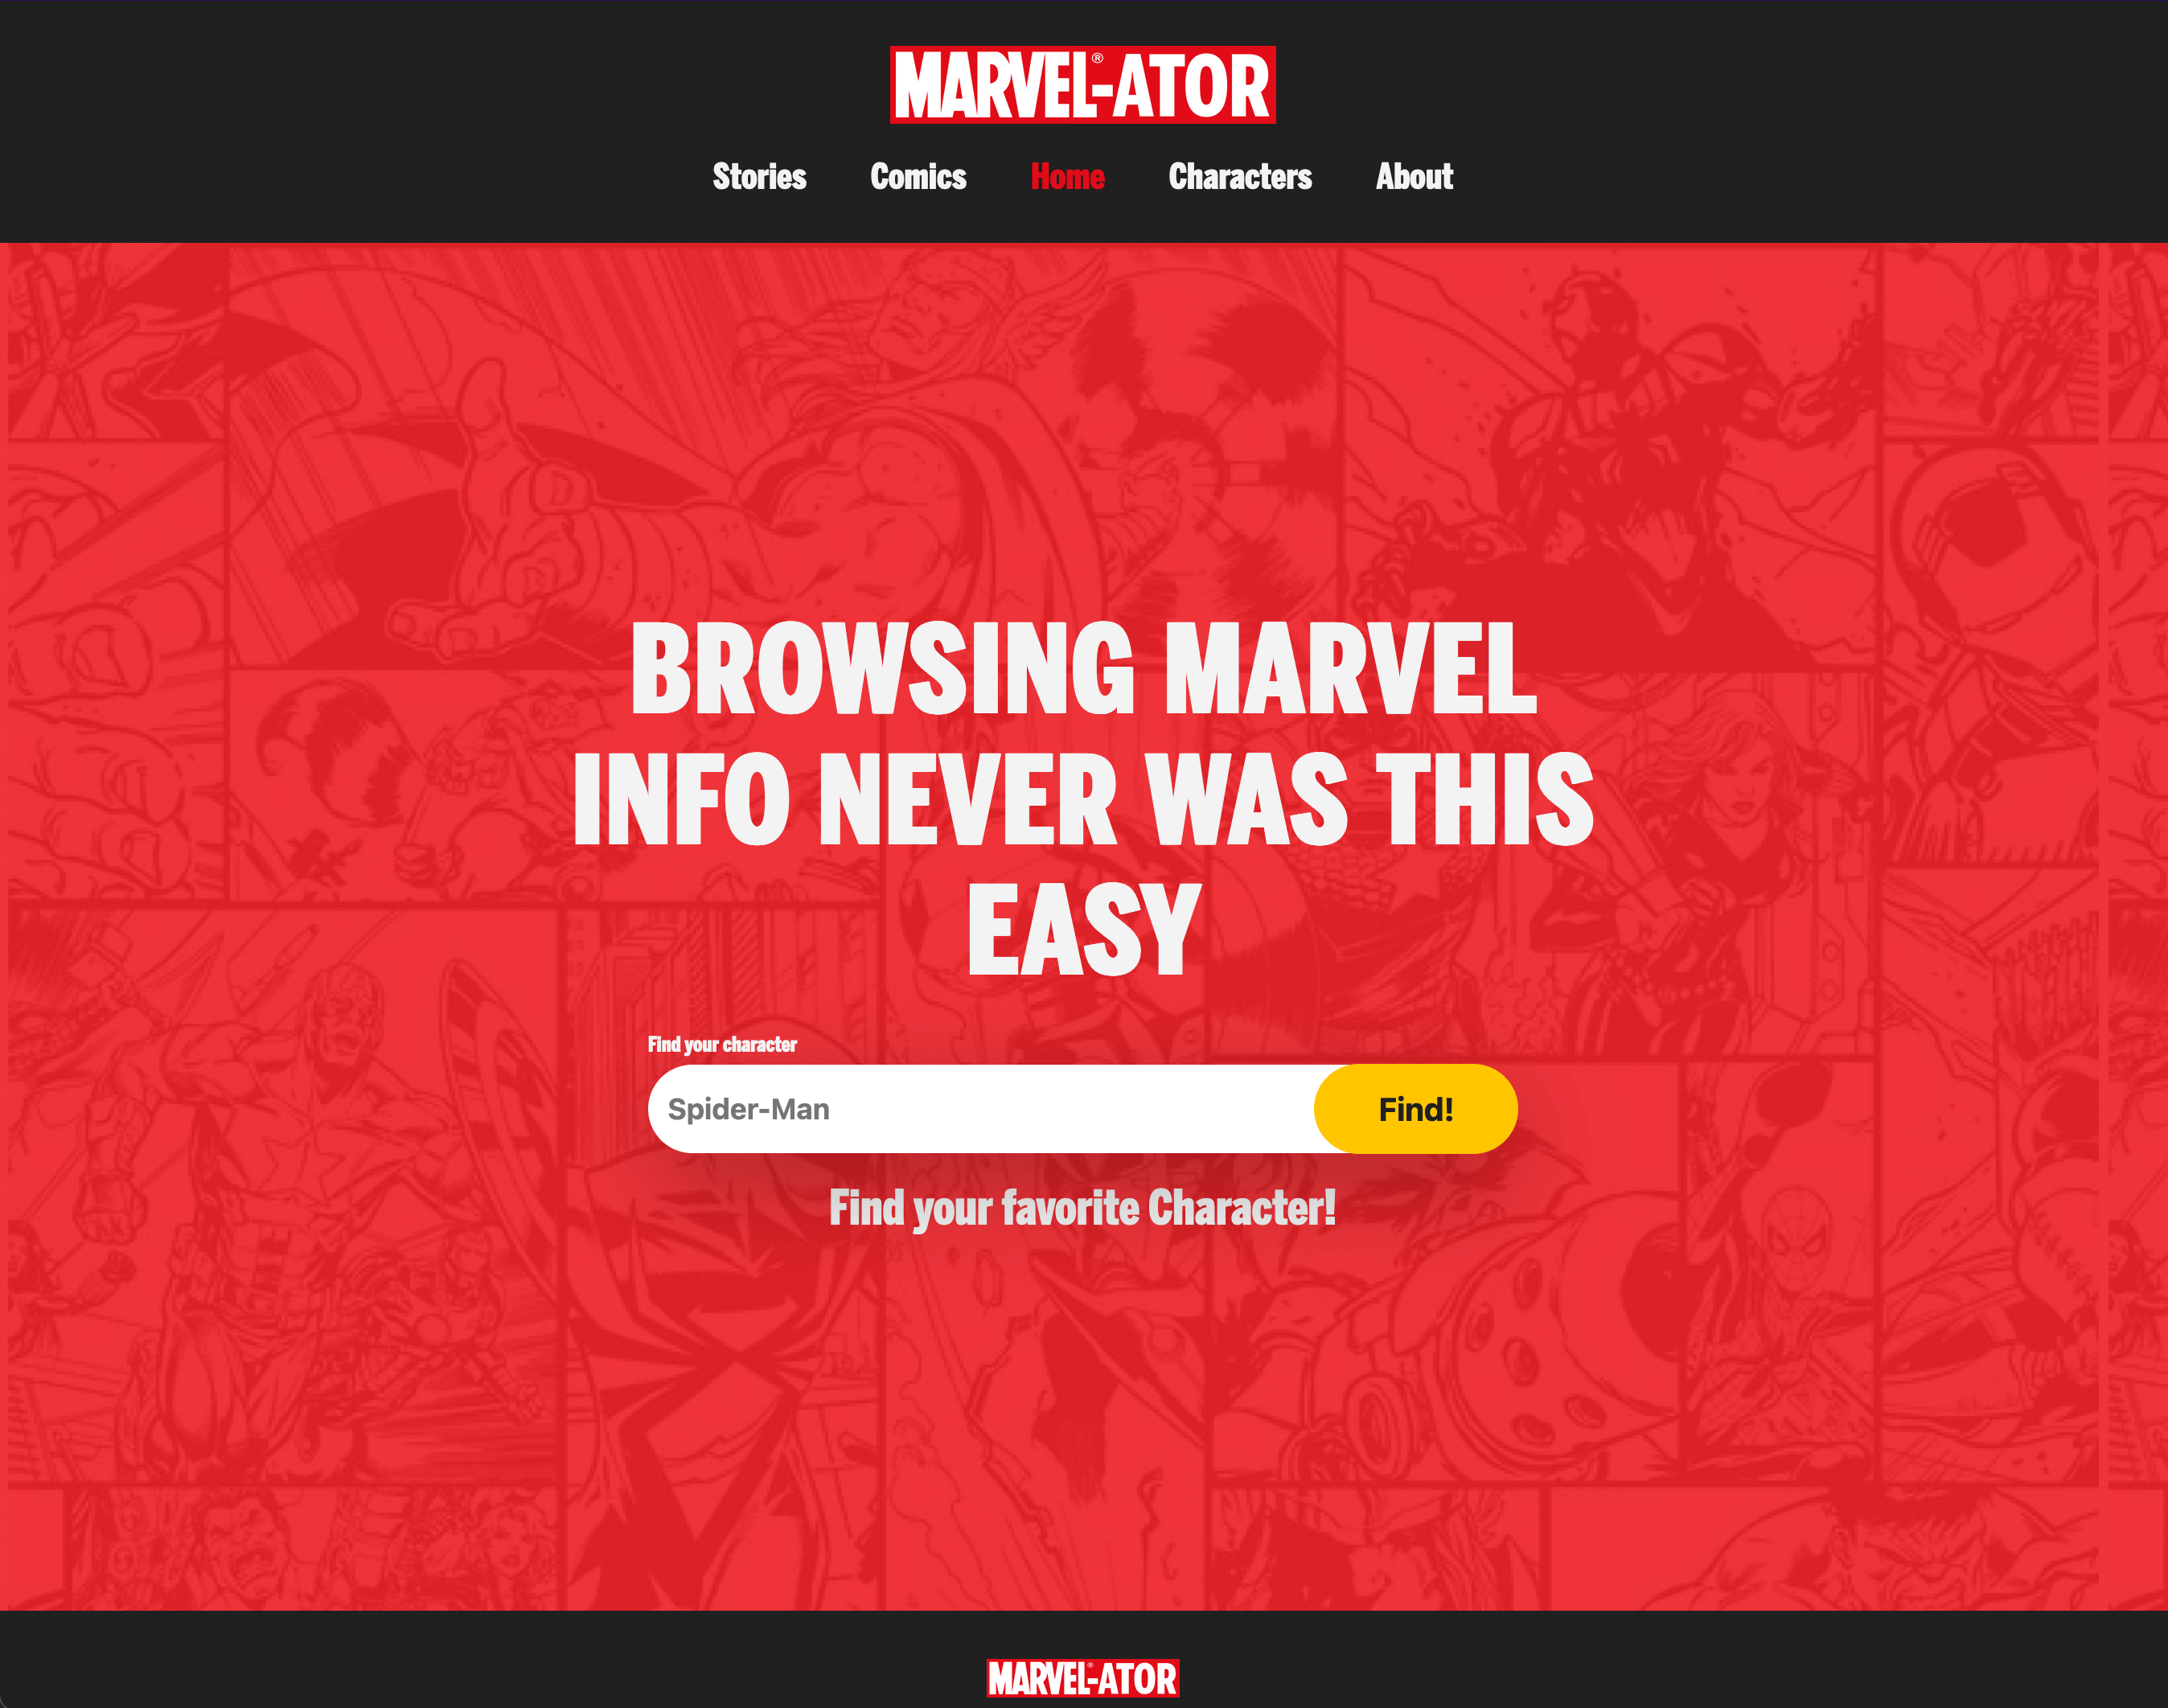 MARVEL®-ATOR
Stories Comics Home Characters About
BROWSING MARVEL
INFO NEVER WAS THIS
EASY
Find your character
Spider-Man Find!
Find your favorite Character!
MARVEL®-ATOR